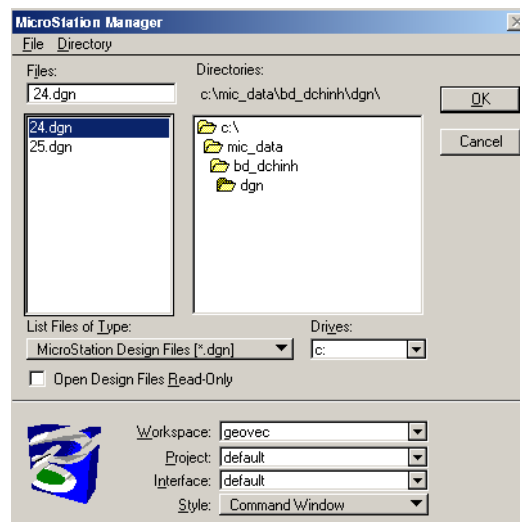 MicroStation Manager
File Directory
Files:
24.dgn
24.dgn
25.dgn
Directories:
c:\mic_data\bd_dchinh\dgn\
c:\
mic_data
bd_dchinh
dgn
OK
Cancel
List Files of Type:
MicroStation Design Files [*.dgn]
Drives:
c:
Open Design Files Read-Only
Workspace: geovec
Project: default
Interface: default
Style: Command Window